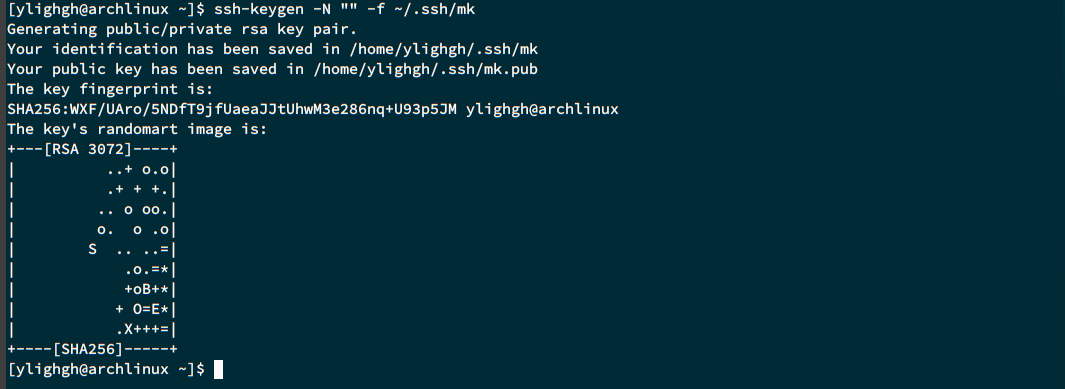 [ylighgh@archlinux ~]$ ssh-keygen -N "" -f ~/.ssh/mk
Generating public/private rsa key pair.
Your identification has been saved in /home/ylighgh/.ssh/mk
Your public key has been saved in /home/ylighgh/.ssh/mk.pub
The key fingerprint is:
SHA256:WXF/UAro/5NDfT9jfUaeaJJtUhwM3e286nq+U93p5JM ylighgh@archlinux
The key's randomart image is:
+---[RSA 3072]----+
|           ..+ o.o|
|           .+ + +.|
|          .. o oo.|
|          o.  o .o|
|         S  .. ..=|
|             .o.=*|
|             +oB+*|
|            + O=E*|
|            .X+++=|
+----[SHA256]-----+
[ylighgh@archlinux ~]$